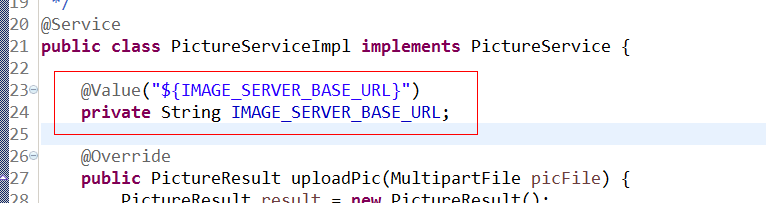 19 */
20 @Service
21 public class PictureServiceImpl implements PictureService {
22
23 @Value("${IMAGE_SERVER_BASE_URL}")
24 private String IMAGE_SERVER_BASE_URL;
25
26 @Override
27 public PictureResult uploadPic(MultipartFile picFile) {
28 PictureResult result = new PictureResult();